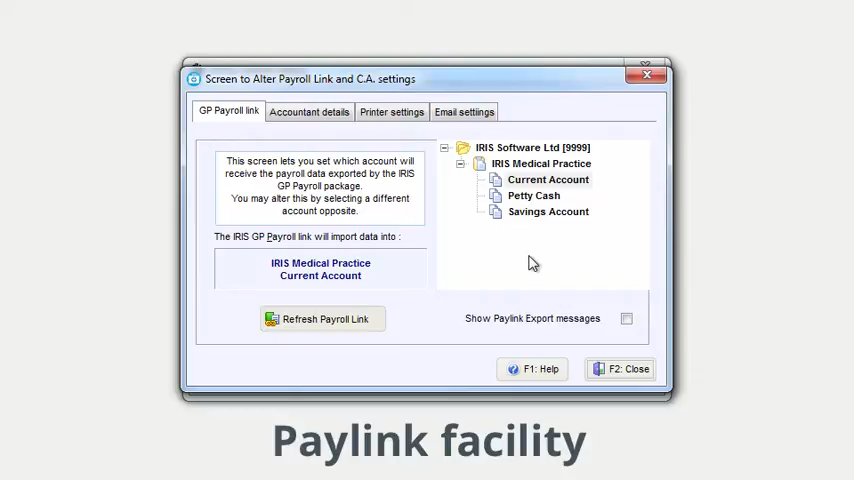 Screen to Alter Payroll Link and C.A. settings
GP Payroll link
Accountant details
Printer settings
Email settiings
This screen lets you set which account will
receive the payroll data exported by the IRIS
GP Payroll package.
You may alter this by selecting a different
account opposite.
The IRIS GP Payroll link will import data into :
IRIS Medical Practice
Current Account
Refresh Payroll Link
IRIS Software Ltd [9999]
IRIS Medical Practice
Current Account
Petty Cash
Savings Account
Show Paylink Export messages
F1: Help
F2: Close
Paylink facility